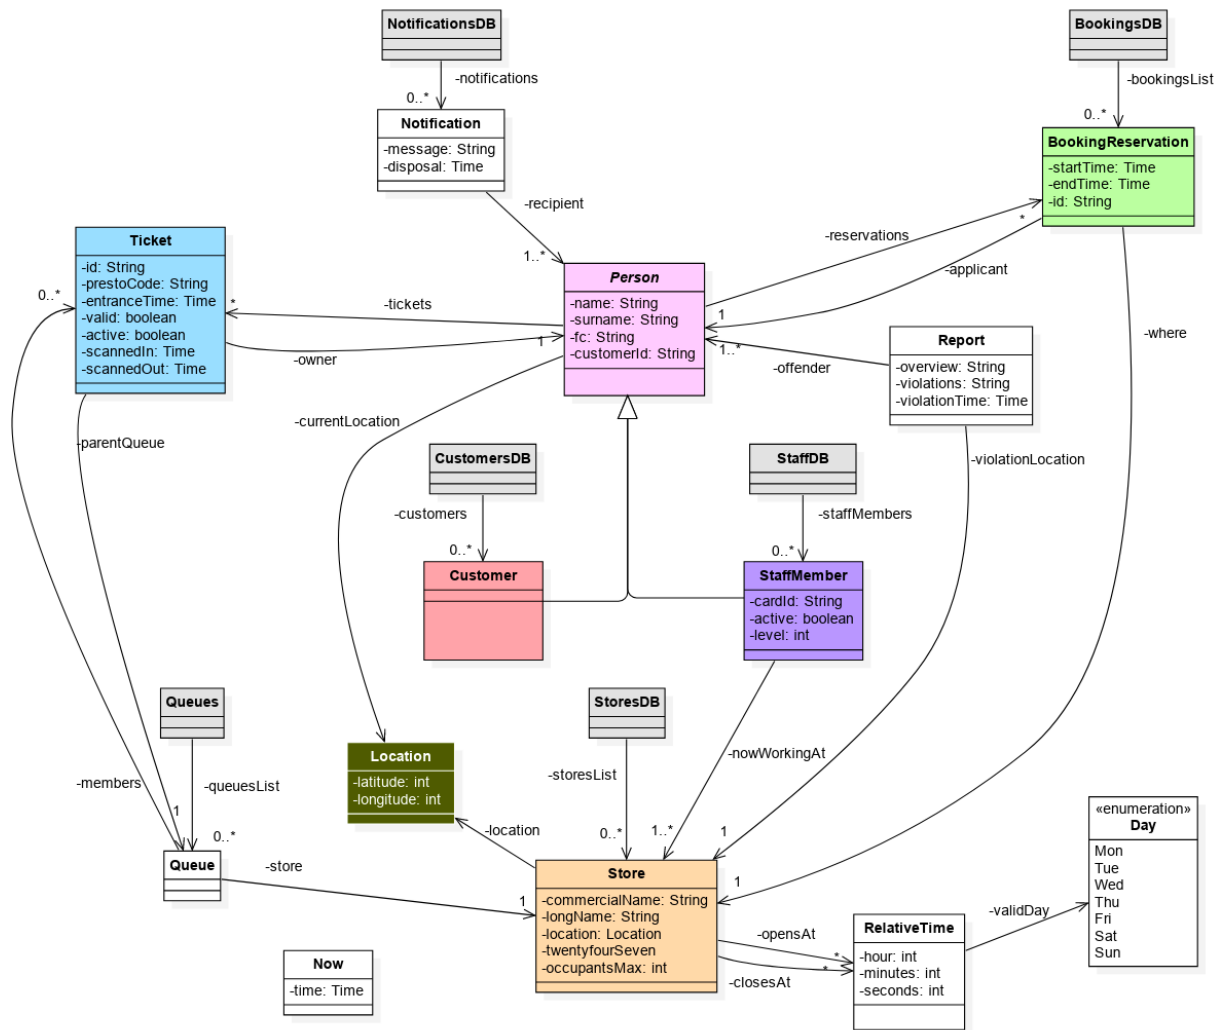 NotificationsDB
-notifications
0..*
Notification
-message: String
-disposal: Time
-recipient
1..*
BookingsDB
-bookingsList
0..*
BookingReservation
-startTime: Time
-endTime: Time
-id: String
*
-reservations
-applicant
1
-where
Ticket
-id: String
-prestoCode: String
-entranceTime: Time
-valid: boolean
-active: boolean
-scannedIn: Time
-scannedOut: Time
0..*
*
-tickets
-owner
1
Person
-name: String
-surname: String
-fc: String
-customerId: String
1..*
-offender
Report
-overview: String
-violations: String
-violationTime: Time
-violationLocation
-currentLocation
-parentQueue
CustomersDB
-customers
0..*
Customer
StaffDB
-staffMembers
0..*
StaffMember
-cardId: String
-active: boolean
-level: int
Queues
-queuesList
-members
1
0..*
Queue
-store
1
Location
-latitude: int
-longitude: int
-location
StoresDB
-storesList
0..*
-nowWorkingAt
1..*
1
1
Store
-commercialName: String
-longName: String
-location: Location
-twentyfourSeven
-occupantsMax: int
-opensAt
*
-closesAt
*
RelativeTime
-hour: int
-minutes: int
-seconds: int
-validDay
«enumeration»
Day
Mon
Tue
Wed
Thu
Fri
Sat
Sun
Now
-time: Time